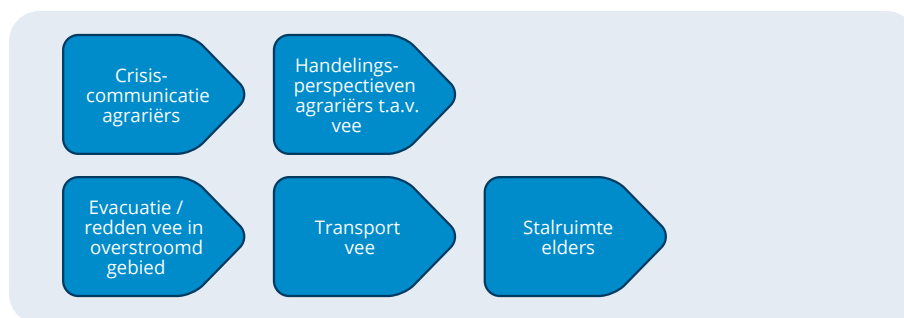 Crisis-
communicatie
agrariërs
Handelings-
perspectieven
agrariërs t.a.v.
vee
Evacuatie /
redden vee in
overstroomd
gebied
Transport
vee
Stalruimte
elders